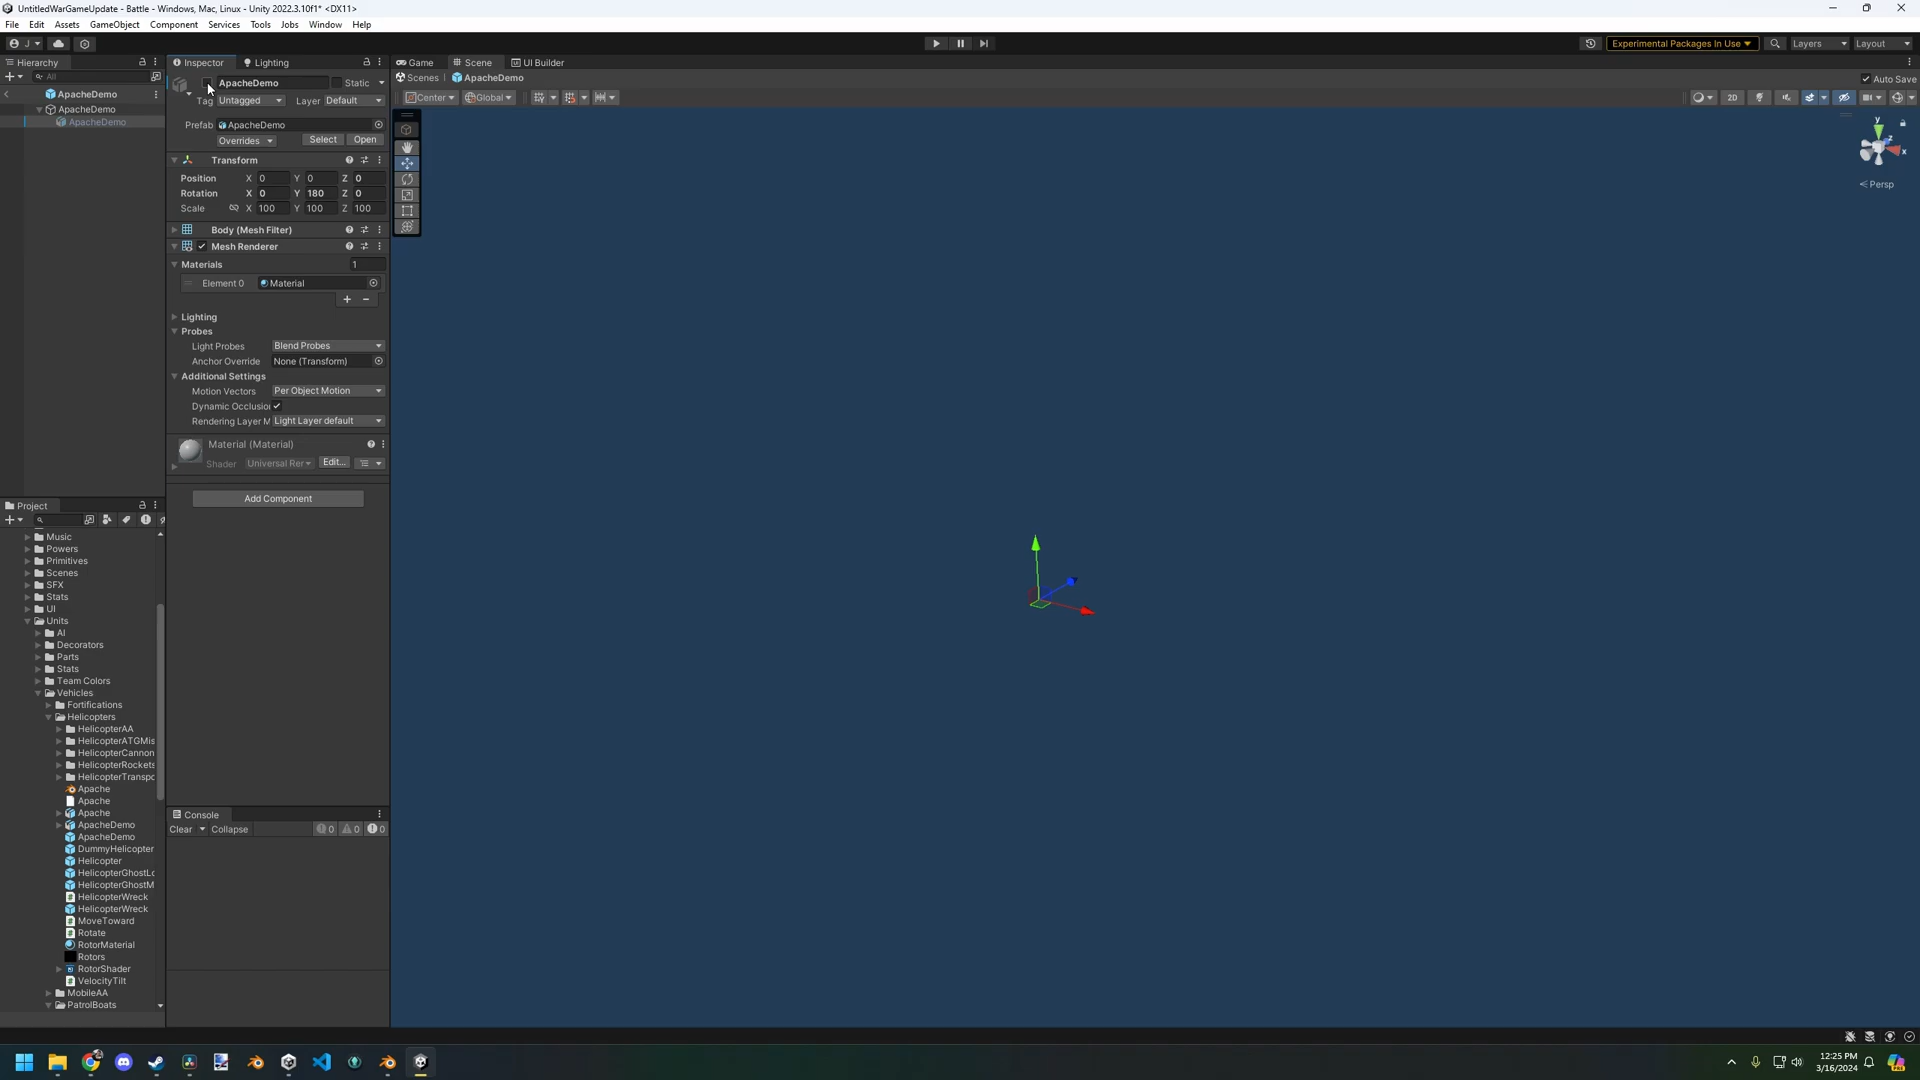 UntitledWarGameUpdate - Battle - Windows, Mac, Linux - Unity 2022.3.10f1* <DX11>
File Edit Assets GameObject Component Services Tools Jobs Window Help
J
Experimental Packages In Use
Layers
Layout
Hierarchy
All
ApacheDemo
ApacheDemo
ApacheDemo
Inspector
Lighting
ApacheDemo
Static
Tag Untagged Layer Default
Prefab ApacheDemo
Overrides Select Open
Transform
Position X 0 Y 0 Z 0
Rotation X 0 Y 180 Z 0
Scale X 100 Y 100 Z 100
Body (Mesh Filter)
Mesh Renderer
Materials 1
Element 0 Material
+ −
Lighting
Probes
Light Probes Blend Probes
Anchor Override None (Transform)
Additional Settings
Motion Vectors Per Object Motion
Dynamic Occlusio
Rendering Layer M Light Layer default
Material (Material)
Shader Universal Rer Edit...
Add Component
Game Scene UI Builder
Scenes ApacheDemo
Auto Save
Center Global
2D
y
z
x
Persp
Project
Music
Powers
Primitives
Scenes
SFX
Stats
UI
Units
AI
Decorators
Parts
Stats
Team Colors
Vehicles
Fortifications
Helicopters
HelicopterAA
HelicopterATGMis
HelicopterCannon
HelicopterRockets
HelicopterTranspo
Apache
Apache
Apache
ApacheDemo
ApacheDemo
DummyHelicopter
Helicopter
HelicopterGhostLo
HelicopterGhostM
HelicopterWreck
HelicopterWreck
MoveToward
Rotate
RotorMaterial
Rotors
RotorShader
VelocityTilt
MobileAA
PatrolBoats
Console
Clear Collapse 0 0 0
12:25 PM
3/16/2024